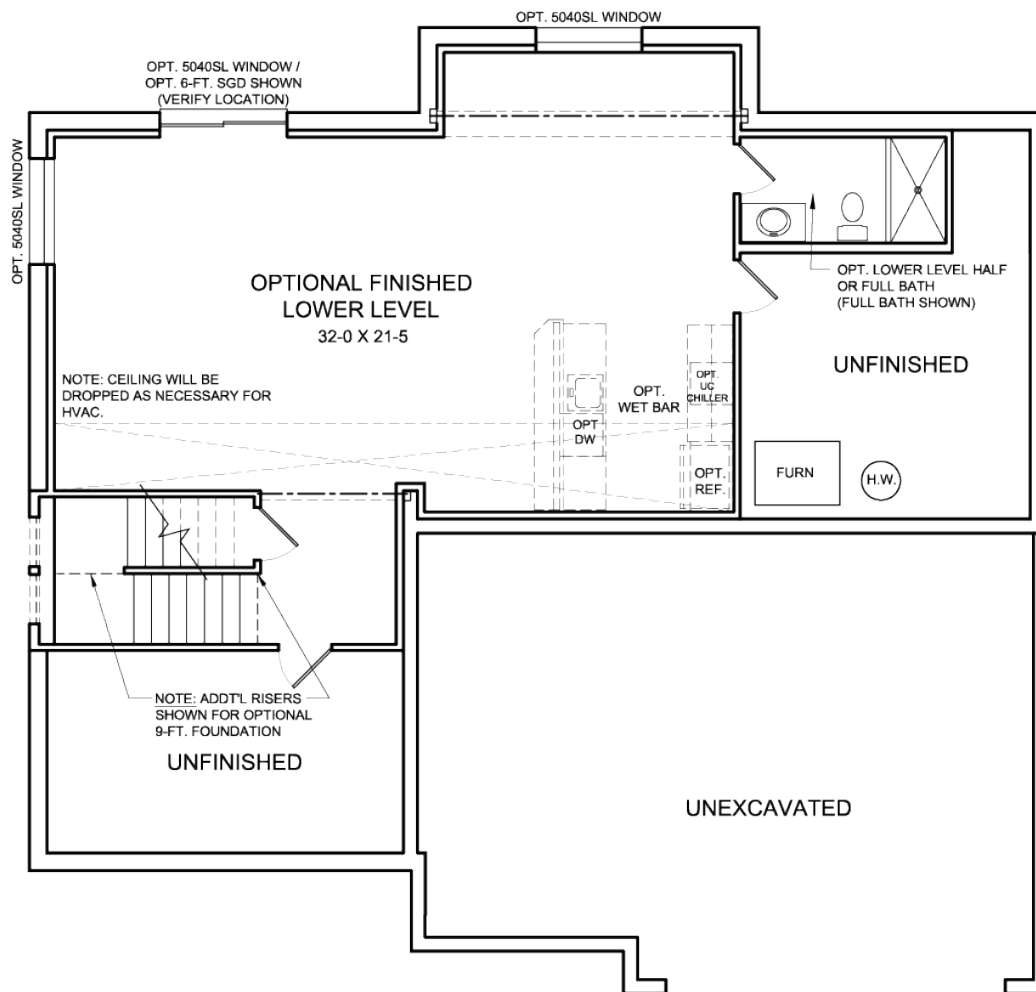 OPT. 5040SL WINDOW
OPT. 5040SL WINDOW /
OPT. 6-FT. SGD SHOWN
(VERIFY LOCATION)
OPT. 5040SL WINDOW
OPTIONAL FINISHED
LOWER LEVEL
32-0 X 21-5
OPT. LOWER LEVEL HALF
OR FULL BATH
(FULL BATH SHOWN)
UNFINISHED
NOTE: CEILING WILL BE
DROPPED AS NECESSARY FOR
HVAC.
OPT.
WET BAR
OPT.
UC
CHILLER
OPT
DW
OPT.
REF.
FURN
H.W.
NOTE: ADDT'L RISERS
SHOWN FOR OPTIONAL
9-FT. FOUNDATION
UNFINISHED
UNEXCAVATED